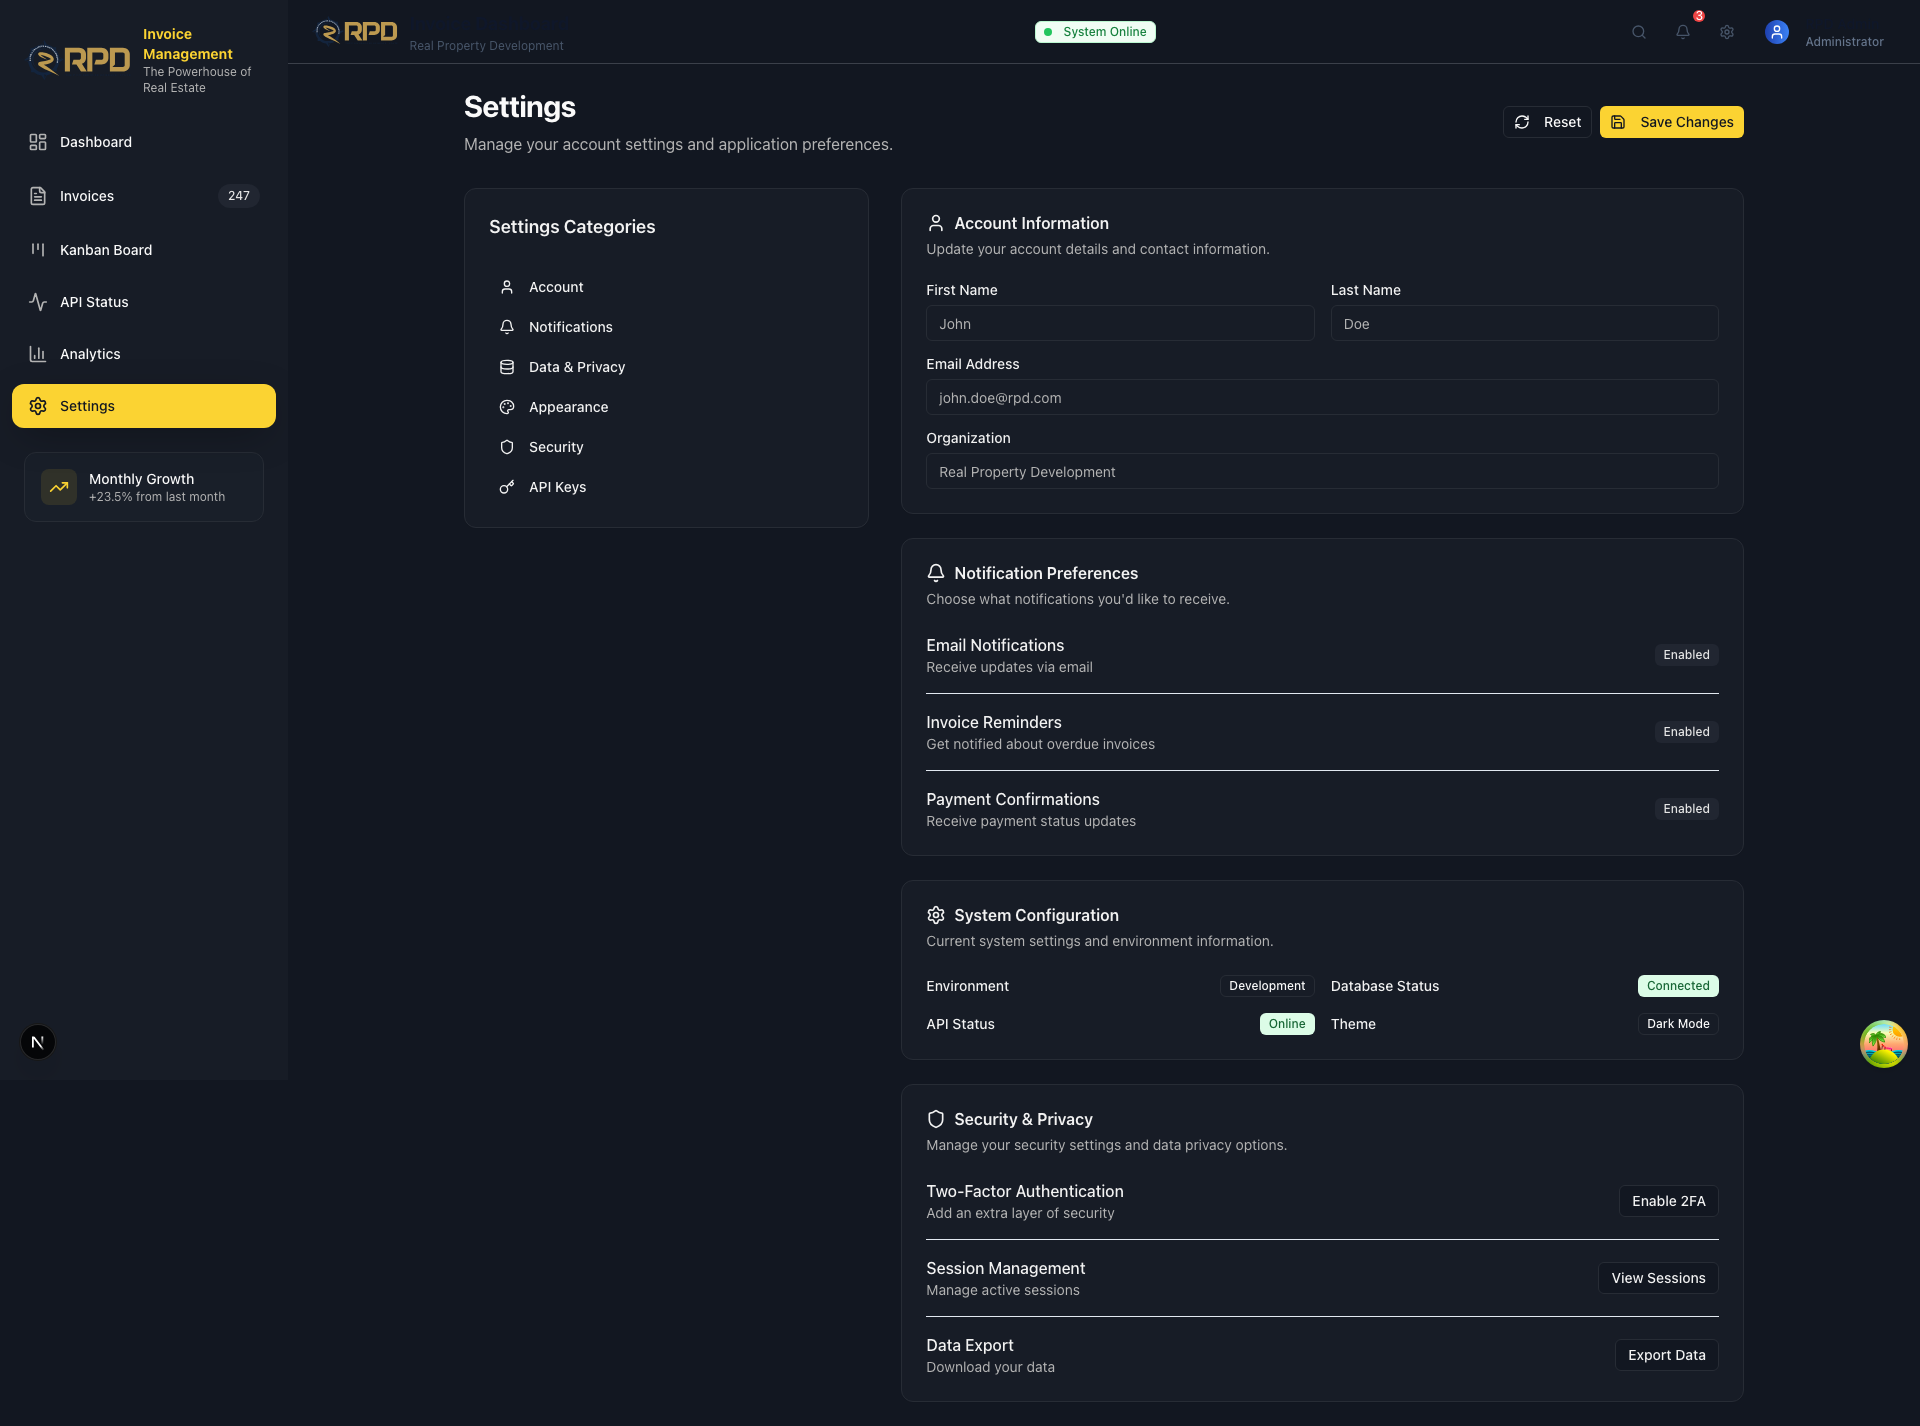 RPD
Invoice
Management
The Powerhouse of
Real Estate
Dashboard
Invoices
247
Kanban Board
API Status
Analytics
Settings
Monthly Growth
+23.5% from last month
N
RPD
Real Property Development
System Online
3
Administrator
Settings
Manage your account settings and application preferences.
Reset
Save Changes
Settings Categories
Account
Notifications
Data & Privacy
Appearance
Security
API Keys
Account Information
Update your account details and contact information.
First Name
Last Name
John
Doe
Email Address
john.doe@rpd.com
Organization
Real Property Development
Notification Preferences
Choose what notifications you'd like to receive.
Email Notifications
Receive updates via email
Enabled
Invoice Reminders
Get notified about overdue invoices
Enabled
Payment Confirmations
Receive payment status updates
Enabled
System Configuration
Current system settings and environment information.
Environment
Development
Database Status
Connected
API Status
Online
Theme
Dark Mode
Security & Privacy
Manage your security settings and data privacy options.
Two-Factor Authentication
Add an extra layer of security
Enable 2FA
Session Management
Manage active sessions
View Sessions
Data Export
Download your data
Export Data